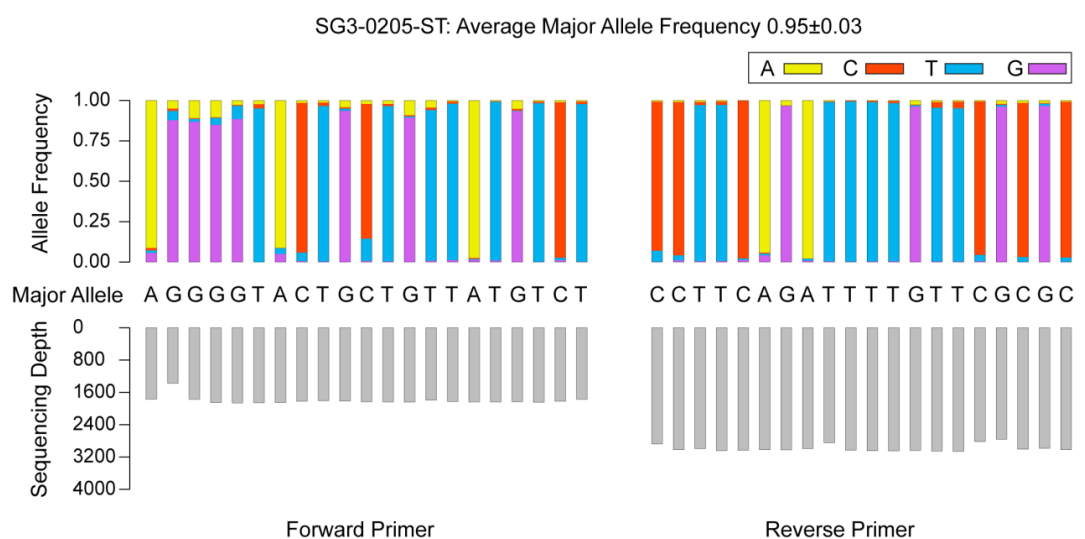 SG3-0205-ST: Average Major Allele Frequency 0.95±0.03
A C T G
Allele Frequency
1.00
0.75
0.50
0.25
0.00
Major Allele A G G G G T A C T G C T G T T A T G T C T C C T T C A G A T T T T G T T C G C G C
Sequencing Depth
0
800
1600
2400
3200
4000
Forward Primer Reverse Primer